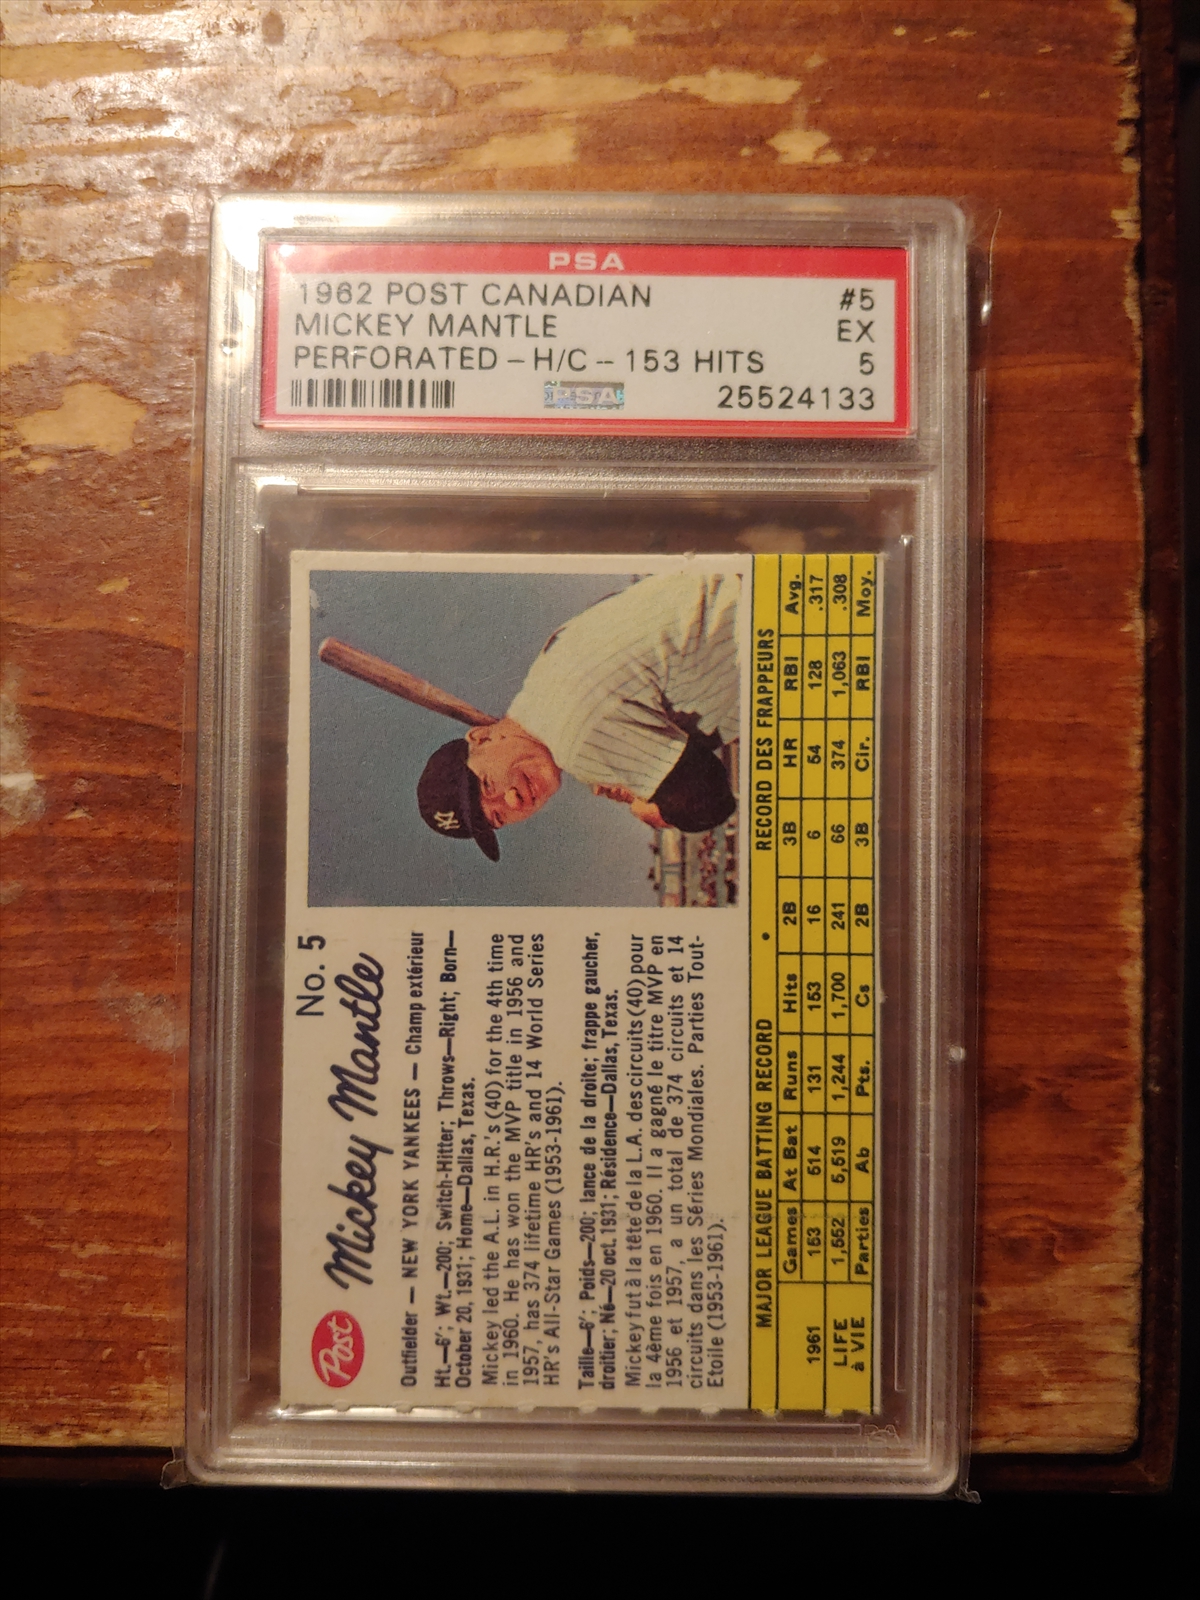 PSA
1962 POST CANADIAN #5
MICKEY MANTLE EX
PERFORATED - H/C -- 153 HITS 5
PSA 25524133
Post
Mickey Mantle
No. 5
Outfielder — NEW YORK YANKEES — Champ extérieur
Ht.—6'; Wt.—200; Switch-Hitter; Throws—Right; Born—
October 20, 1931; Home—Dallas, Texas.
Mickey led the A.L. in H.R.'s (40) for the 4th time
in 1960. He has won the MVP title in 1956 and
1957, has 374 lifetime HR's and 14 World Series
HR's All-Star Games (1953-1961).
Taille—6'; Poids—200; lance de la droite; frappe gaucher,
droitier; Né—20 oct. 1931; Résidence—Dallas, Texas.
Mickey fut à la tête de la L.A. des circuits (40) pour
la 4ème fois en 1960. Il a gagné le titre MVP en
1956 et 1957, a un total de 374 circuits et 14
circuits dans les Séries Mondiales. Parties Tout-
Etoile (1953-1961).
MAJOR LEAGUE BATTING RECORD • RECORD DES FRAPPEURS
Games At Bat Runs Hits 2B 3B HR RBI Avg.
1961 153 514 131 153 16 6 54 128 .317
LIFE 1,552 5,519 1,244 1,700 241 66 374 1,063 .308
à VIE Parties Ab Pts. Cs 2B 3B Cir. RBI Moy.
PSA